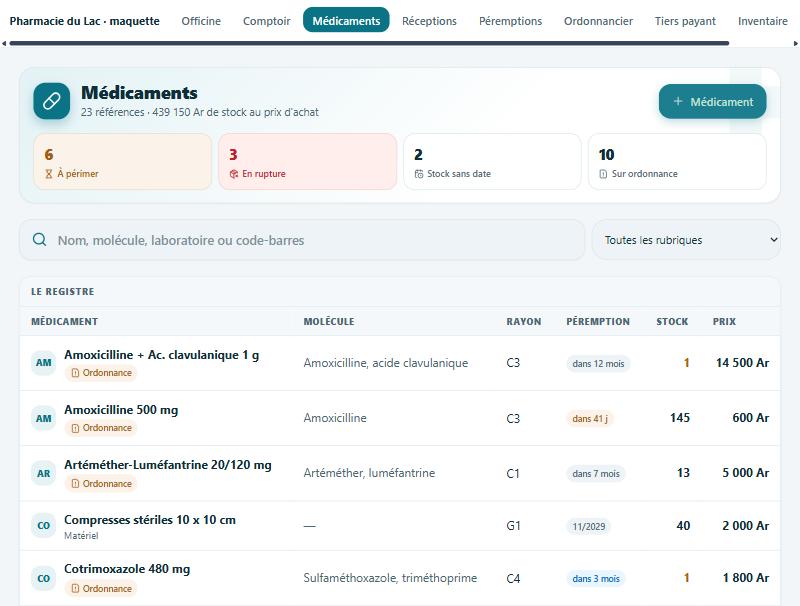 Pharmacie du Lac · maquette Officine Comptoir Médicaments Réceptions Péremptions Ordonnancier Tiers payant Inventaire
Médicaments
23 références · 439 150 Ar de stock au prix d'achat
+ Médicament
6 3 2 10
À périmer En rupture Stock sans date Sur ordonnance
Nom, molécule, laboratoire ou code-barres Toutes les rubriques
LE REGISTRE
MÉDICAMENT MOLÉCULE RAYON PÉREMPTION STOCK PRIX
AM Amoxicilline + Ac. clavulanique 1 g Amoxicilline, acide clavulanique C3 dans 12 mois 1 14 500 Ar
Ordonnance
AM Amoxicilline 500 mg Amoxicilline C3 dans 41 j 145 600 Ar
Ordonnance
AR Artéméther-Luméfantrine 20/120 mg Artéméther, luméfantrine C1 dans 7 mois 13 5 000 Ar
Ordonnance
CO Compresses stériles 10 x 10 cm — G1 11/2029 40 2 000 Ar
Matériel
CO Cotrimoxazole 480 mg Sulfaméthoxazole, triméthoprime C4 dans 3 mois 1 1 800 Ar
Ordonnance